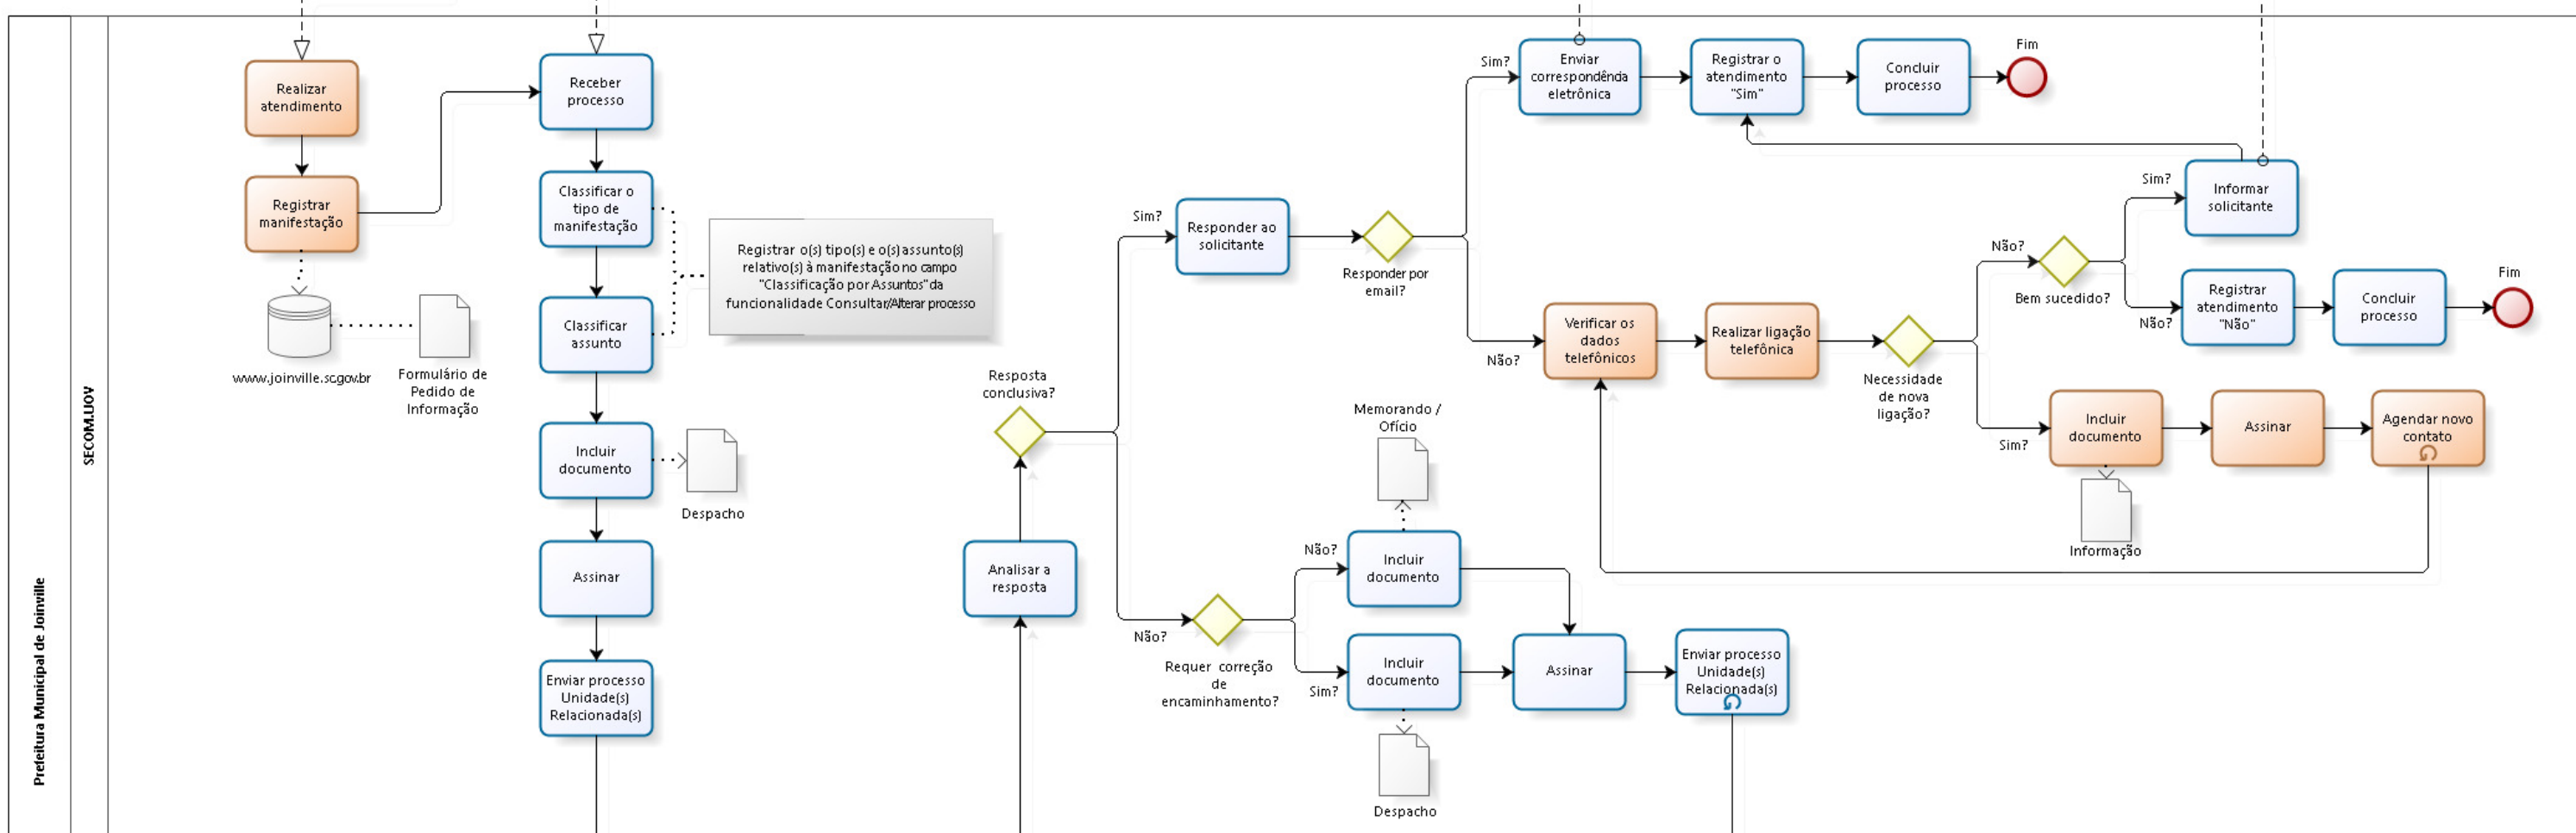 Prefeitura Municipal de Joinville
SECOM.UOV
Realizar
atendimento
Registrar
manifestação
www.joinville.sc.gov.br
Formulário de
Pedido de
Informação
Receber
processo
Classificar o
tipo de
manifestação
Classificar
assunto
Registrar o(s) tipo(s) e o(s) assunto(s)
relativo(s) à manifestação no campo
"Classificação por Assuntos" da
funcionalidade Consultar/Alterar processo
Incluir
documento
Despacho
Assinar
Enviar processo
Unidade(s)
Relacionada(s)
Analisar a
resposta
Resposta
conclusiva?
Sim?
Responder ao
solicitante
Responder por
email?
Sim?
Enviar
correspondência
eletrônica
Registrar o
atendimento
"Sim"
Concluir
processo
Fim
Não?
Verificar os
dados
telefônicos
Realizar ligação
telefônica
Necessidade
de nova
ligação?
Não?
Bem sucedido?
Sim?
Informar
solicitante
Não?
Registrar
atendimento
"Não"
Concluir
processo
Fim
Sim?
Incluir
documento
Informação
Assinar
Agendar novo
contato
Não?
Requer correção
de
encaminhamento?
Não?
Incluir
documento
Memorando /
Ofício
Sim?
Incluir
documento
Despacho
Assinar
Enviar processo
Unidade(s)
Relacionada(s)